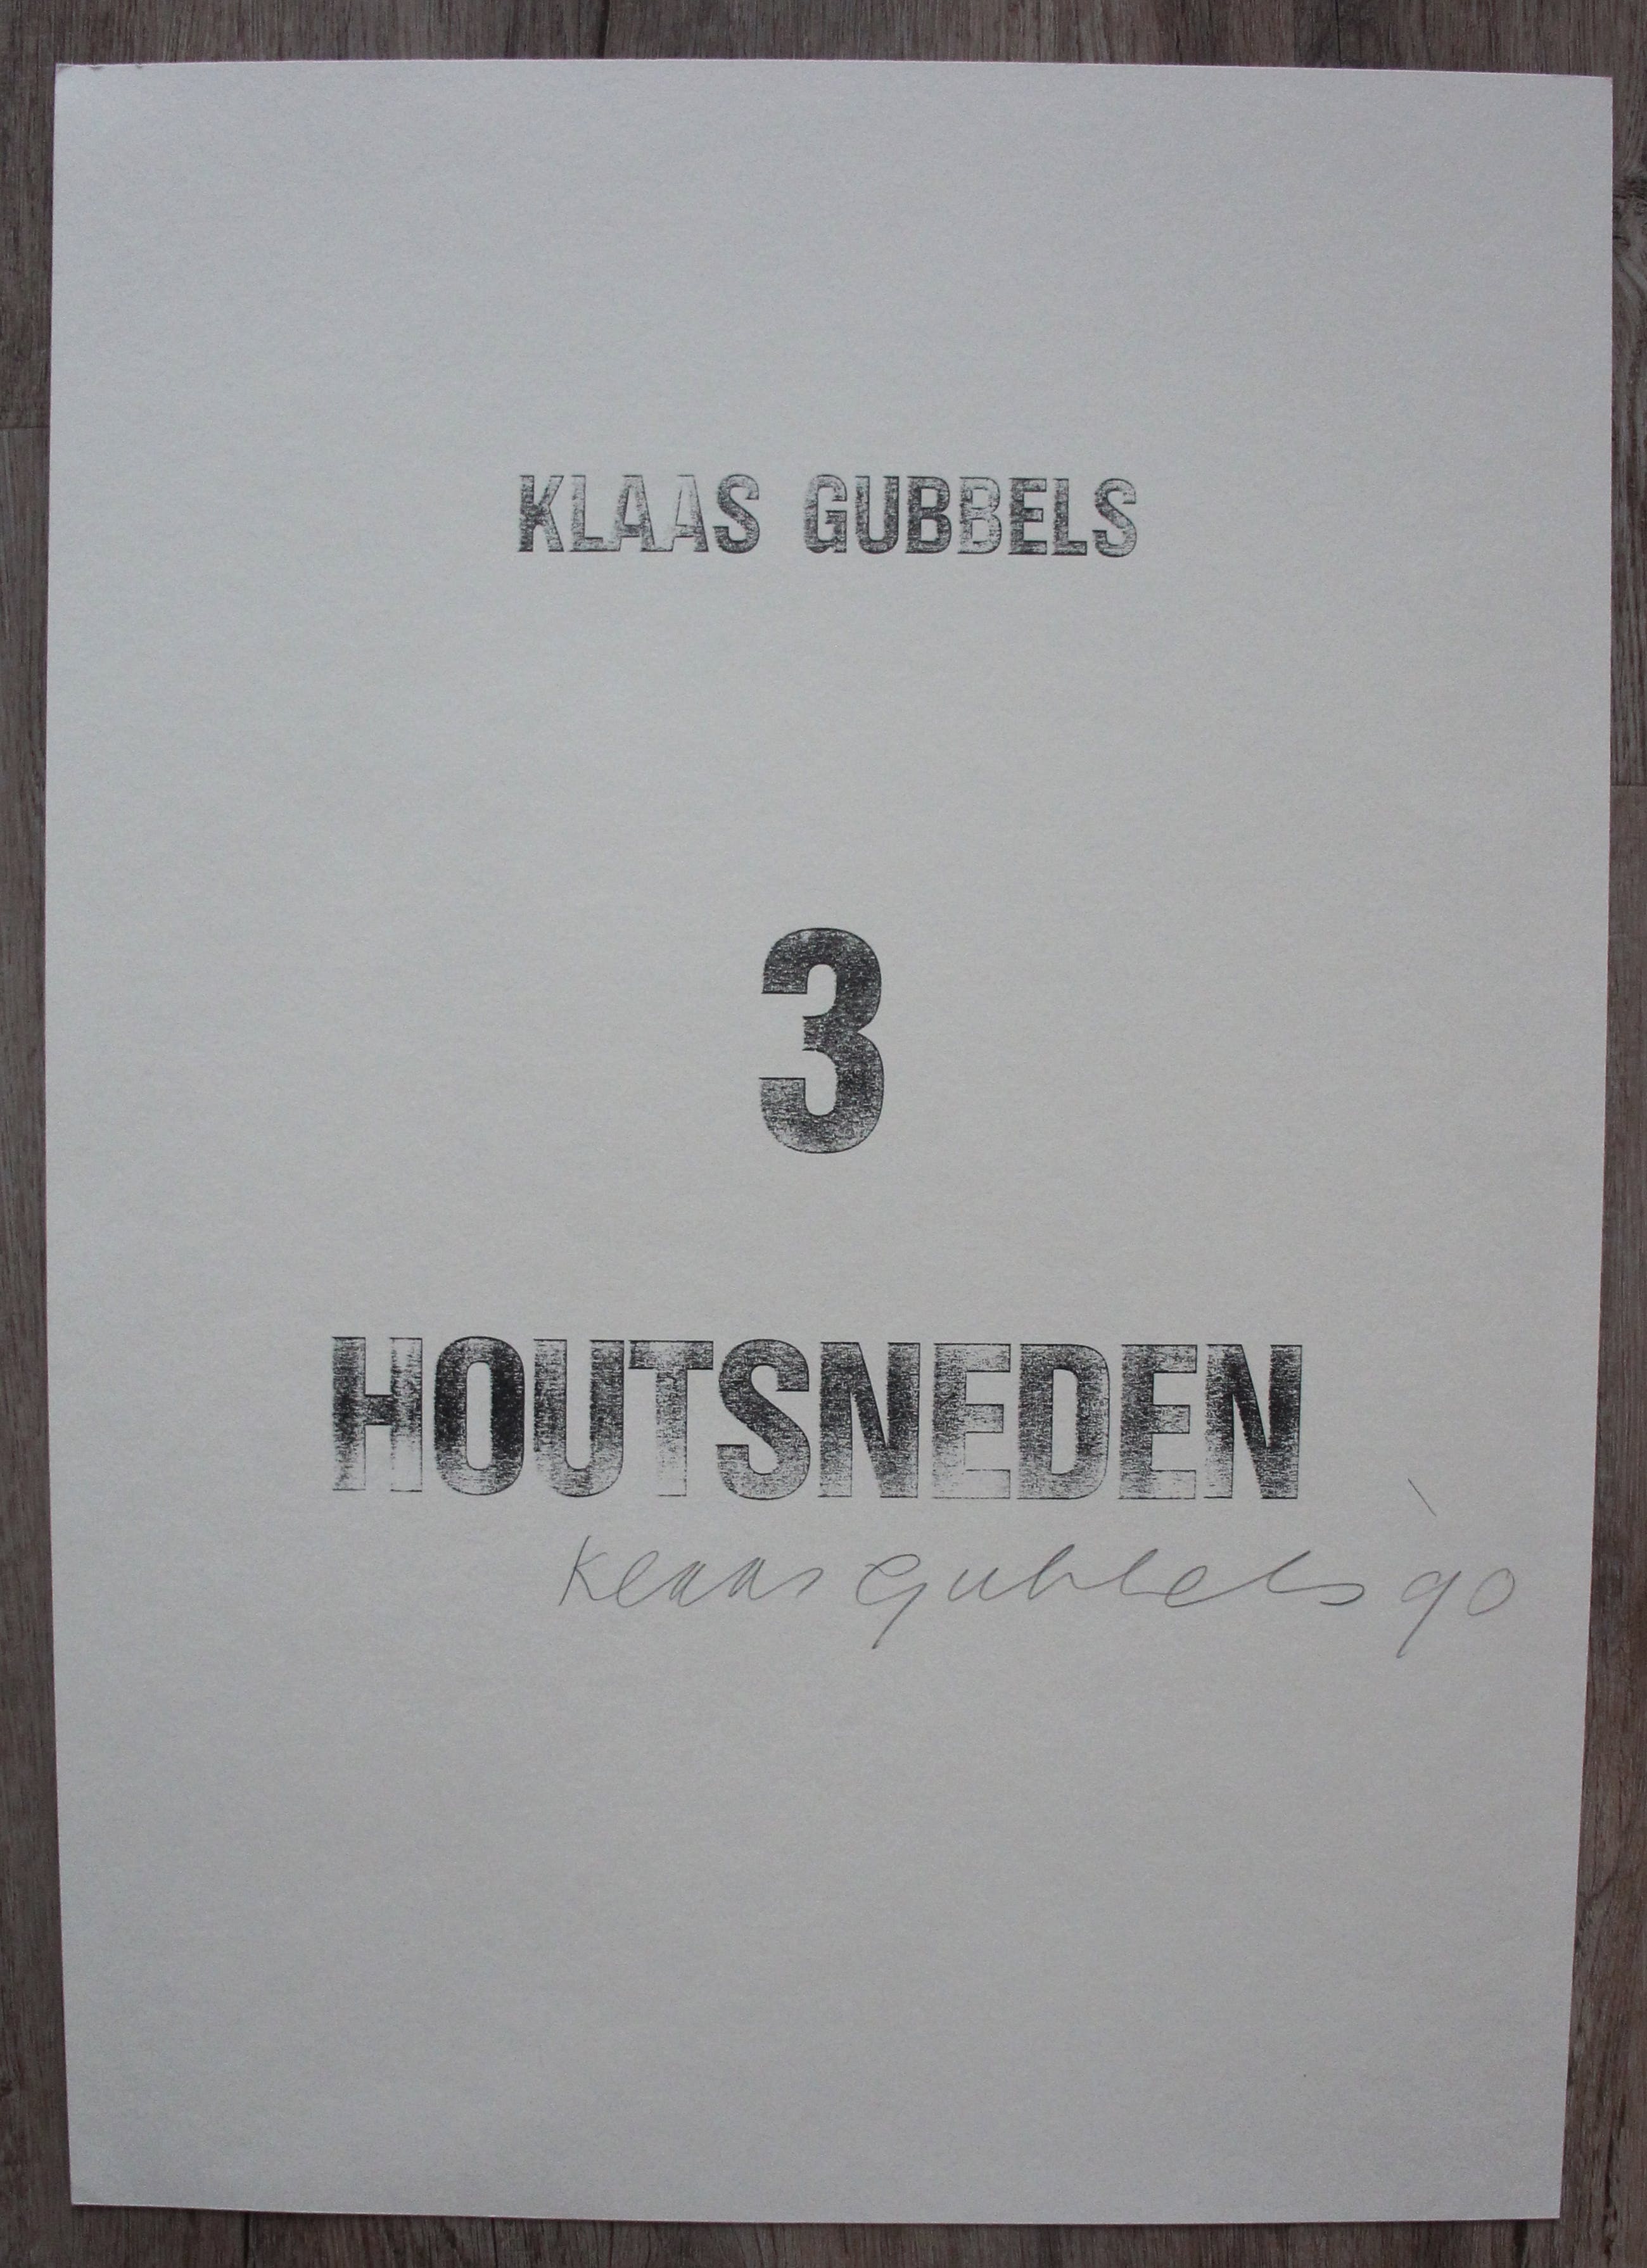 KLAAS GUBBELS
3
HOUTSNEDEN
Klaas Gubbels '90